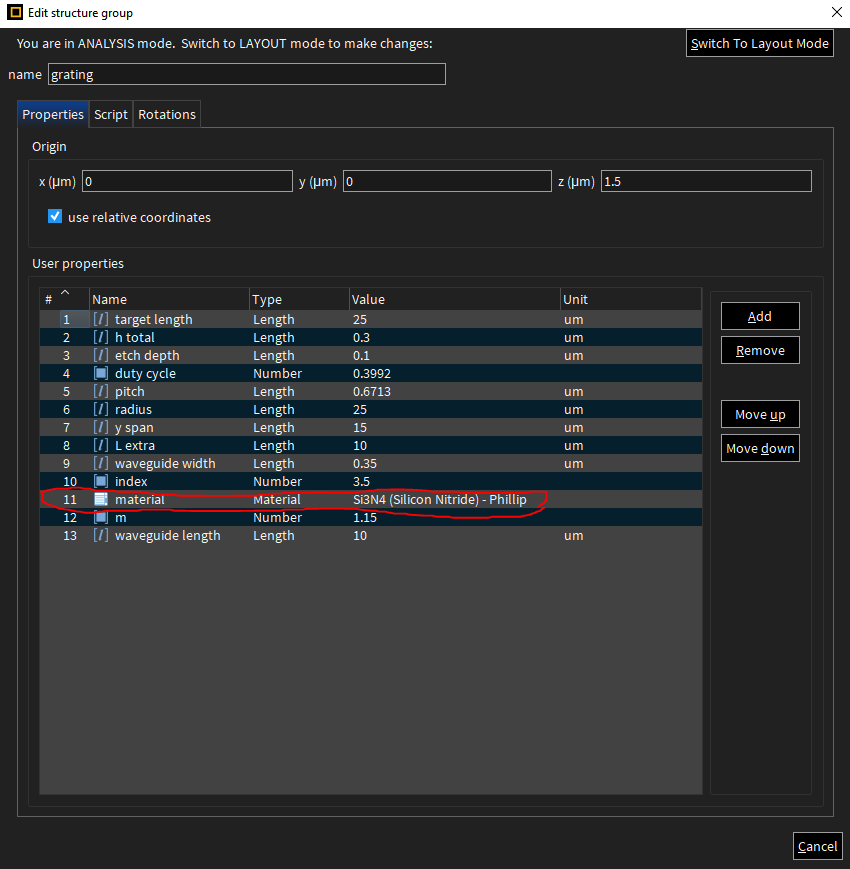 Edit structure group
You are in ANALYSIS mode. Switch to LAYOUT mode to make changes:
Switch To Layout Mode
name grating
Properties Script Rotations
Origin
x (µm) 0 y (µm) 0 z (µm) 1.5
use relative coordinates
User properties
# Name Type Value Unit
1 target length Length 25 um
2 h total Length 0.3 um
3 etch depth Length 0.1 um
4 duty cycle Number 0.3992
5 pitch Length 0.6713 um
6 radius Length 25 um
7 y span Length 15 um
8 L extra Length 10 um
9 waveguide width Length 0.35 um
10 index Number 3.5
11 material Material Si3N4 (Silicon Nitride) - Phillip
12 m Number 1.15
13 waveguide length Length 10 um
Add
Remove
Move up
Move down
Cancel